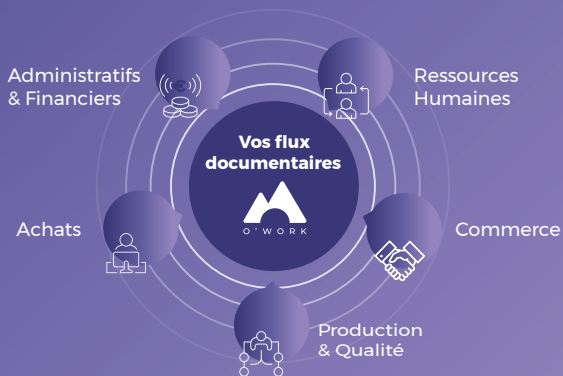 Administratifs
& Financiers
Ressources
Humaines
Vos flux
documentaires
O'WORK
Achats
Commerce
Production
& Qualité